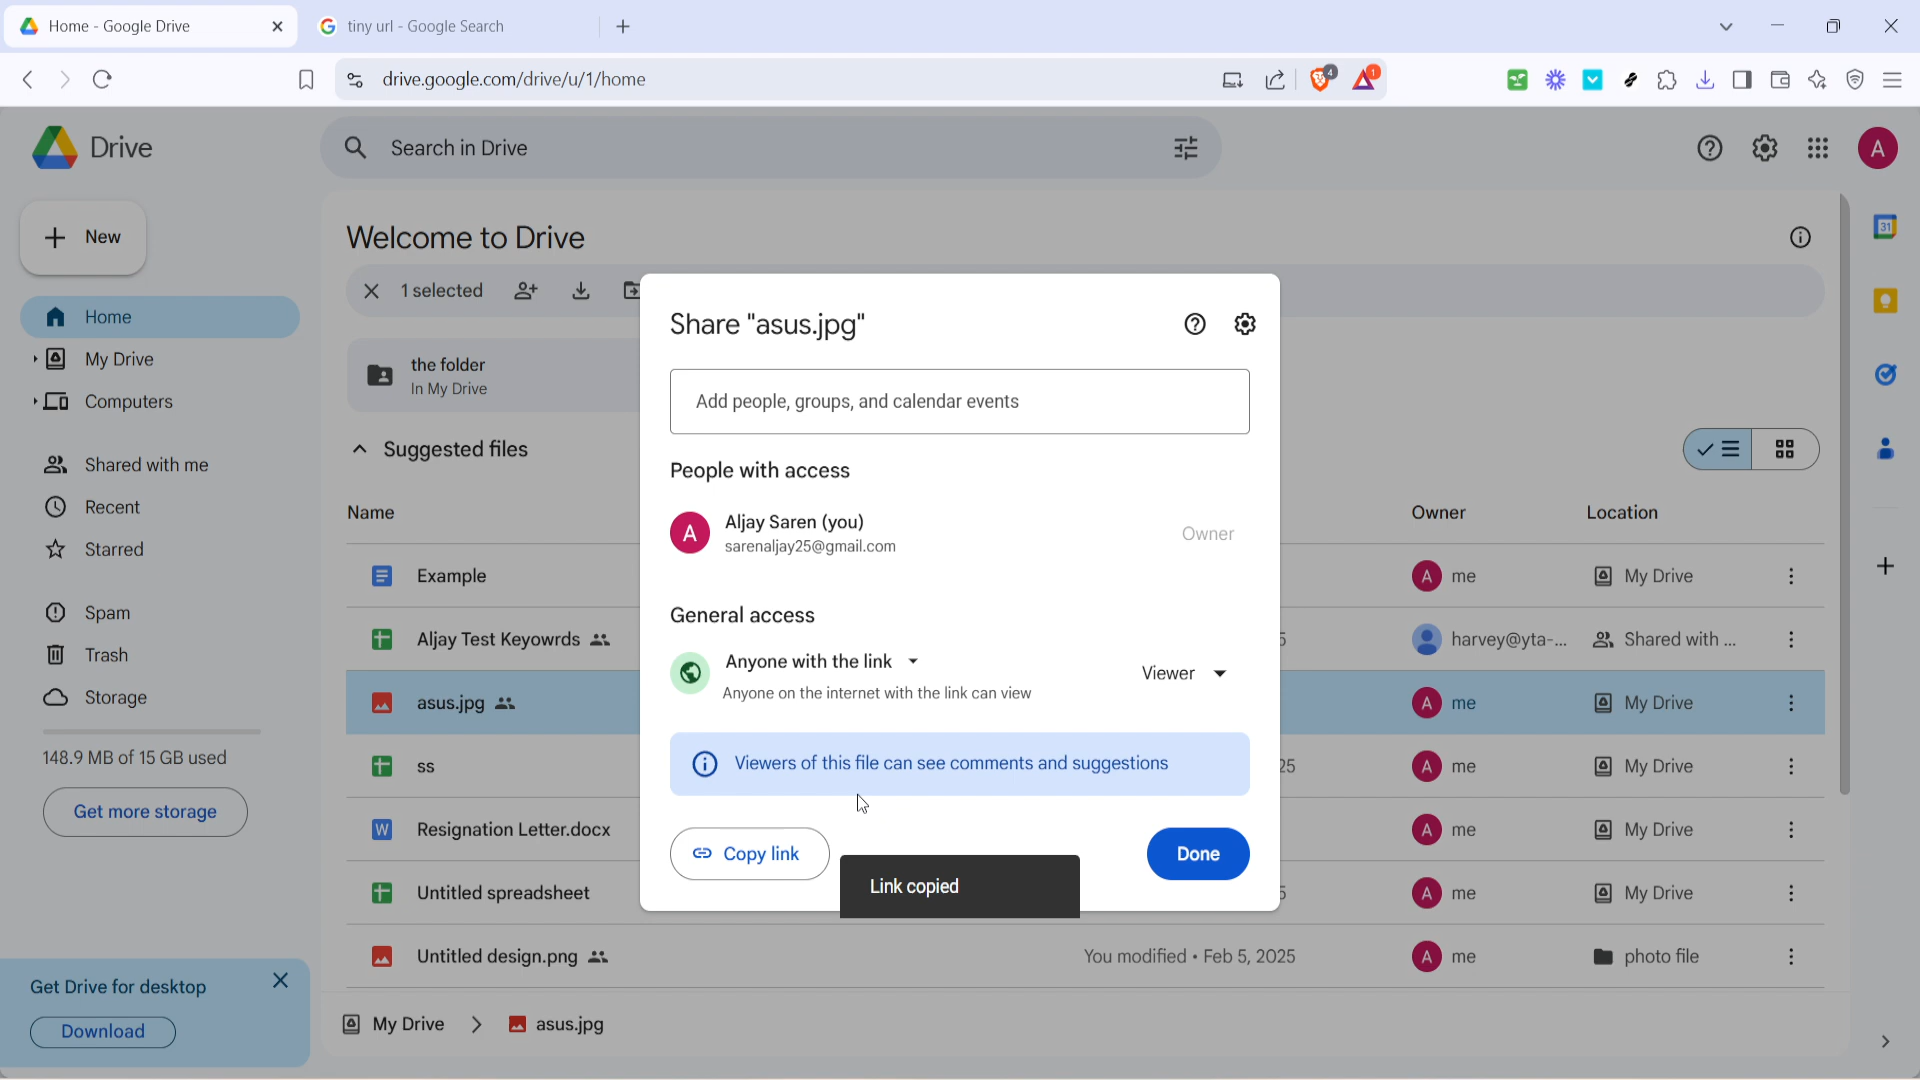 Home - Google Drive
tiny url - Google Search
drive.google.com/drive/u/1/home
4
1
Drive
Search in Drive
A
New
Welcome to Drive
31
1 selected
Home
My Drive
Computers
the folder
In My Drive
Share "asus.jpg"
Add people, groups, and calendar events
Suggested files
Shared with me
People with access
Recent
Name
Owner
Location
Starred
A
Aljay Saren (you)
sarenaljay25@gmail.com
Owner
Example
A me
My Drive
Spam
General access
Aljay Test Keyowrds
5
harvey@yta-...
Shared with ...
Trash
Anyone with the link
Anyone on the internet with the link can view
Viewer
Storage
asus.jpg
A me
My Drive
148.9 MB of 15 GB used
Viewers of this file can see comments and suggestions
ss
25
A me
My Drive
Get more storage
W
Resignation Letter.docx
A me
My Drive
Copy link
Done
Link copied
Untitled spreadsheet
5
A me
My Drive
Untitled design.png
You modified • Feb 5, 2025
A me
photo file
Get Drive for desktop
Download
My Drive
asus.jpg